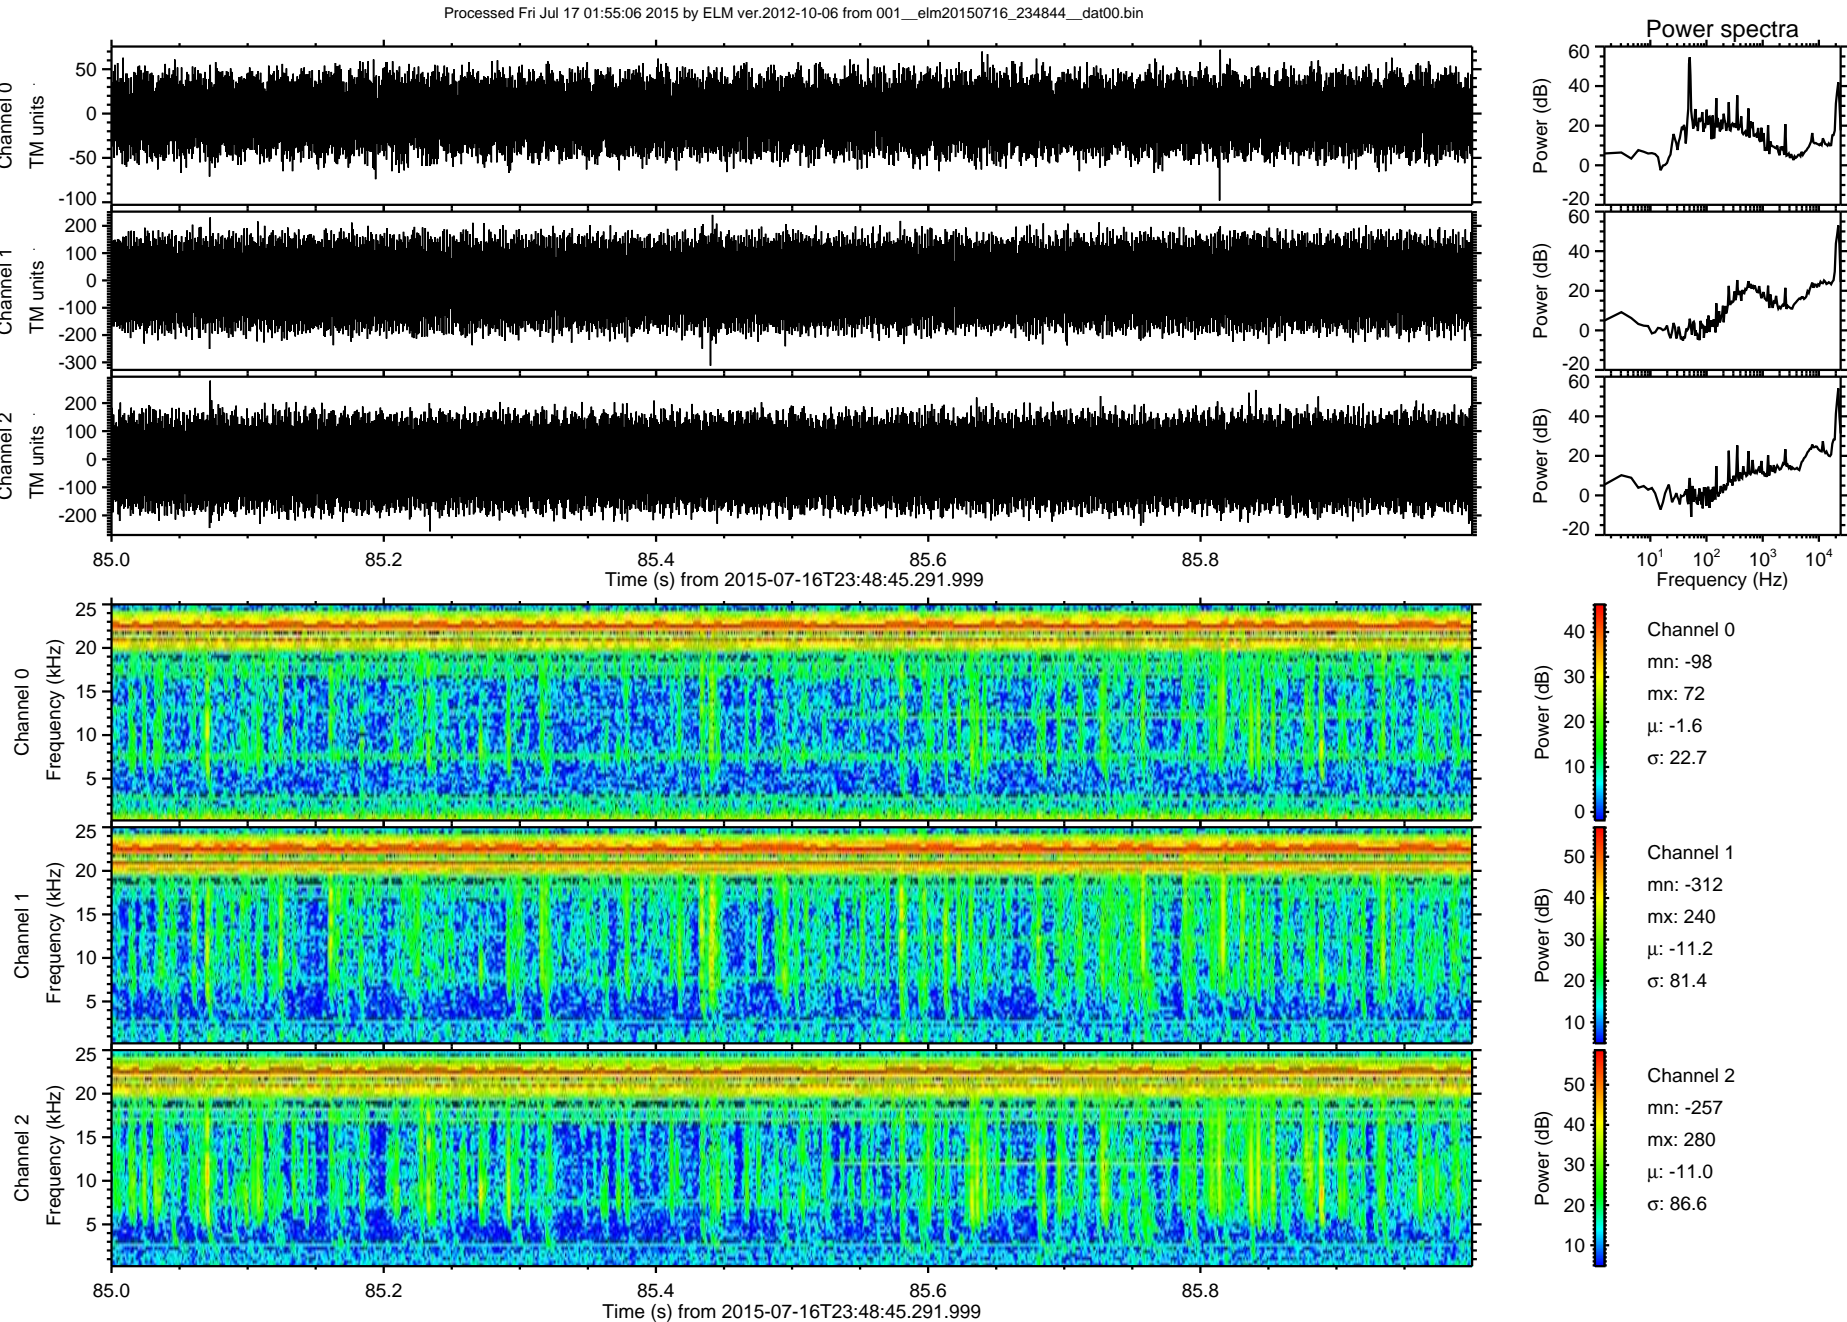 Processed Fri Jul 17 01:55:06 2015 by ELM ver.2012-10-06 from 001__elm20150716_234844__dat00.bin
Power spectra
Channel 0
TM units
50
0
-50
-100
Power (dB)
60
40
20
0
-20
Channel 1
TM units
200
100
0
-100
-200
-300
Power (dB)
60
40
20
0
-20
Channel 2
TM units
200
100
0
-100
-200
Power (dB)
60
40
20
0
-20
85.0 85.2 85.4 85.6 85.8
Time (s) from 2015-07-16T23:48:45.291.999
10¹ 10² 10³ 10⁴
Frequency (Hz)
Channel 0
Frequency (kHz)
25
20
15
10
5
Power (dB)
40
30
20
10
0
Channel 0
mn: -98
mx: 72
μ: -1.6
σ: 22.7
Channel 1
Frequency (kHz)
25
20
15
10
5
Power (dB)
50
40
30
20
10
Channel 1
mn: -312
mx: 240
μ: -11.2
σ: 81.4
Channel 2
Frequency (kHz)
25
20
15
10
5
Power (dB)
50
40
30
20
10
Channel 2
mn: -257
mx: 280
μ: -11.0
σ: 86.6
85.0 85.2 85.4 85.6 85.8
Time (s) from 2015-07-16T23:48:45.291.999